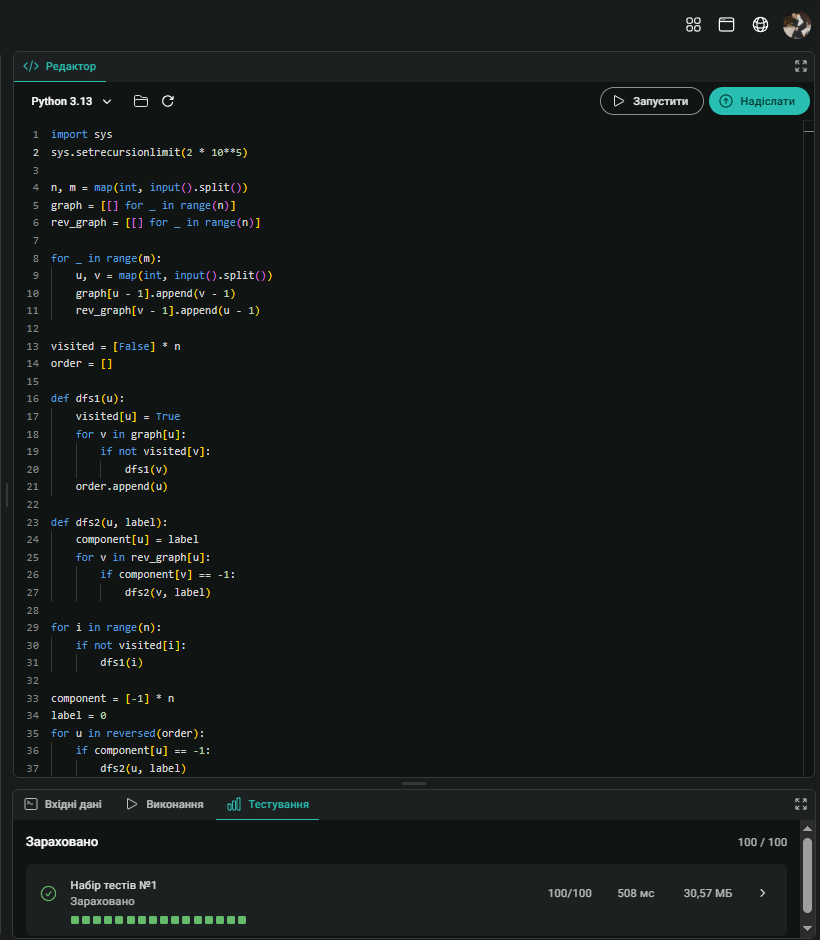 Редактор
Python 3.13
Запустити
Надіслати
1 import sys
2 sys.setrecursionlimit(2 * 10**5)
3
4 n, m = map(int, input().split())
5 graph = [[] for _ in range(n)]
6 rev_graph = [[] for _ in range(n)]
7
8 for _ in range(m):
9     u, v = map(int, input().split())
10     graph[u - 1].append(v - 1)
11     rev_graph[v - 1].append(u - 1)
12
13 visited = [False] * n
14 order = []
15
16 def dfs1(u):
17     visited[u] = True
18     for v in graph[u]:
19         if not visited[v]:
20             dfs1(v)
21     order.append(u)
22
23 def dfs2(u, label):
24     component[u] = label
25     for v in rev_graph[u]:
26         if component[v] == -1:
27             dfs2(v, label)
28
29 for i in range(n):
30     if not visited[i]:
31         dfs1(i)
32
33 component = [-1] * n
34 label = 0
35 for u in reversed(order):
36     if component[u] == -1:
37         dfs2(u, label)
Вхідні дані
Виконання
Тестування
Зараховано
100 / 100
Набір тестів №1
Зараховано
100/100
508 мс
30,57 МБ